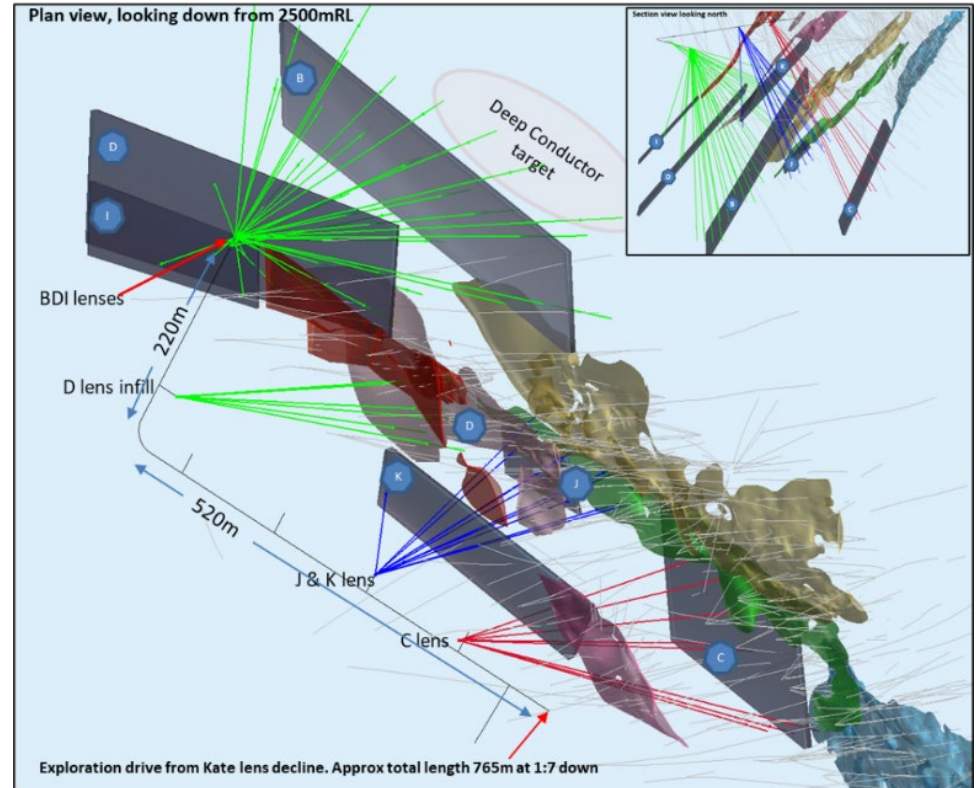 Plan view, looking down from 2500mRL
Section view looking north
B
Deep Conductor
target
D
I
BDI lenses
220m
D lens infill
D
K
J
520m
J & K lens
C lens
C
Exploration drive from Kate lens decline. Approx total length 765m at 1:7 down
K
I
J
D
B
C